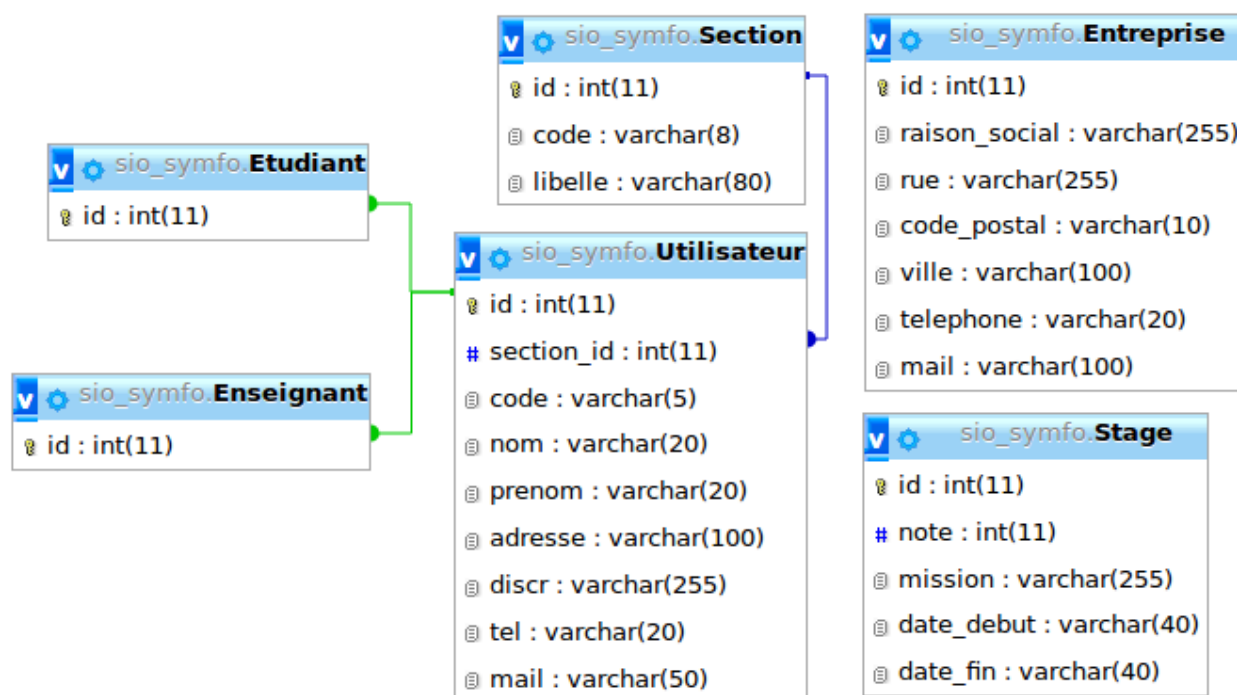 v sio_symfo.Section
id : int(11)
code : varchar(8)
libelle : varchar(80)
v sio_symfo.Entreprise
id : int(11)
raison_social : varchar(255)
rue : varchar(255)
code_postal : varchar(10)
ville : varchar(100)
telephone : varchar(20)
mail : varchar(100)
v sio_symfo.Etudiant
id : int(11)
v sio_symfo.Utilisateur
id : int(11)
# section_id : int(11)
code : varchar(5)
nom : varchar(20)
prenom : varchar(20)
adresse : varchar(100)
discr : varchar(255)
tel : varchar(20)
mail : varchar(50)
v sio_symfo.Enseignant
id : int(11)
v sio_symfo.Stage
id : int(11)
# note : int(11)
mission : varchar(255)
date_debut : varchar(40)
date_fin : varchar(40)